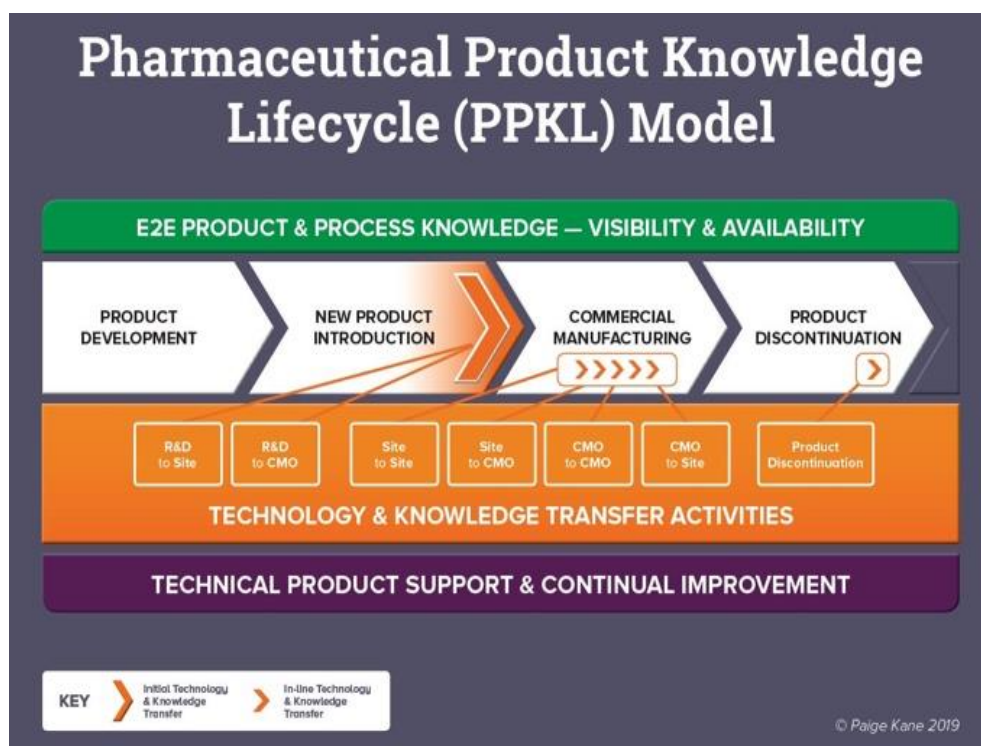 Pharmaceutical Product Knowledge
Lifecycle (PPKL) Model
E2E PRODUCT & PROCESS KNOWLEDGE — VISIBILITY & AVAILABILITY
PRODUCT
DEVELOPMENT
NEW PRODUCT
INTRODUCTION
COMMERCIAL
MANUFACTURING
PRODUCT
DISCONTINUATION
R&D
to Site
R&D
to CMO
Site
to Site
Site
to CMO
CMO
to CMO
CMO
to Site
Product
Discontinuation
TECHNOLOGY & KNOWLEDGE TRANSFER ACTIVITIES
TECHNICAL PRODUCT SUPPORT & CONTINUAL IMPROVEMENT
KEY
Initial Technology
& Knowledge
Transfer
In-line Technology
& Knowledge
Transfer
© Paige Kane 2019